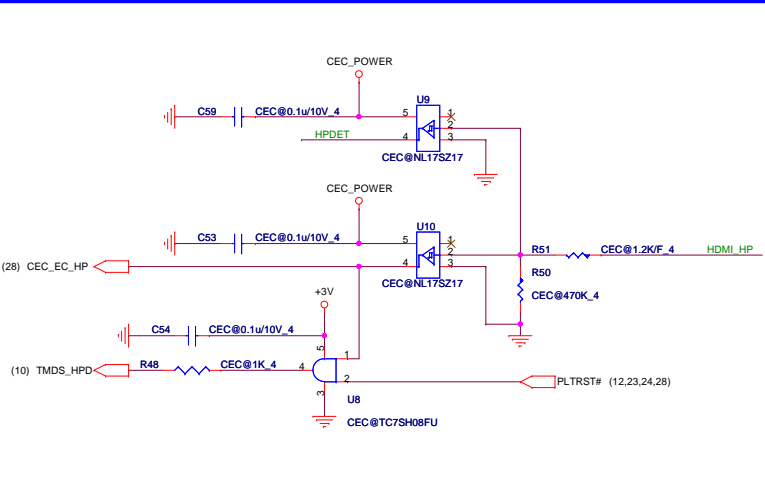 CEC_POWER
C59 CEC@0.1u/10V_4 5 U9 1
2
HPDET 4 3
CEC@NL17SZ17
CEC_POWER
C53 CEC@0.1u/10V_4 5 U10 1
2 R51 CEC@1.2K/F_4 HDMI_HP
(28) CEC_EC_HP 4 3
R50
CEC@NL17SZ17
CEC@470K_4
+3V
C54 CEC@0.1u/10V_4
5 1
(10) TMDS_HPD R48 CEC@1K_4 4
2 PLTRST# (12,23,24,28)
3 U8
CEC@TC7SH08FU